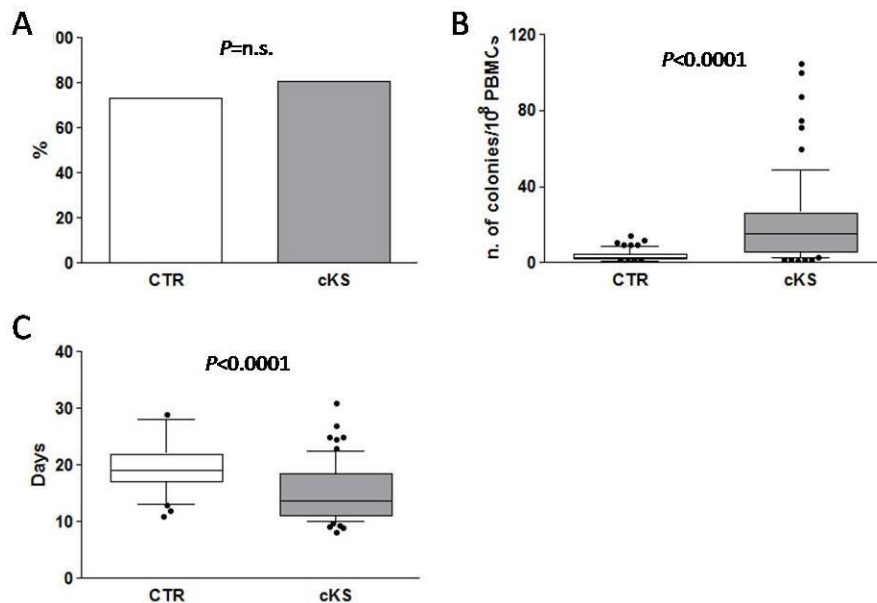 A
P=n.s.
00
80
60
40
20
0
%
CTR cKS
B
P<0.0001
120
80
40
0
n. of colonies/10⁸ PBMCs
CTR cKS
C
P<0.0001
40
30
20
10
0
Days
CTR cKS